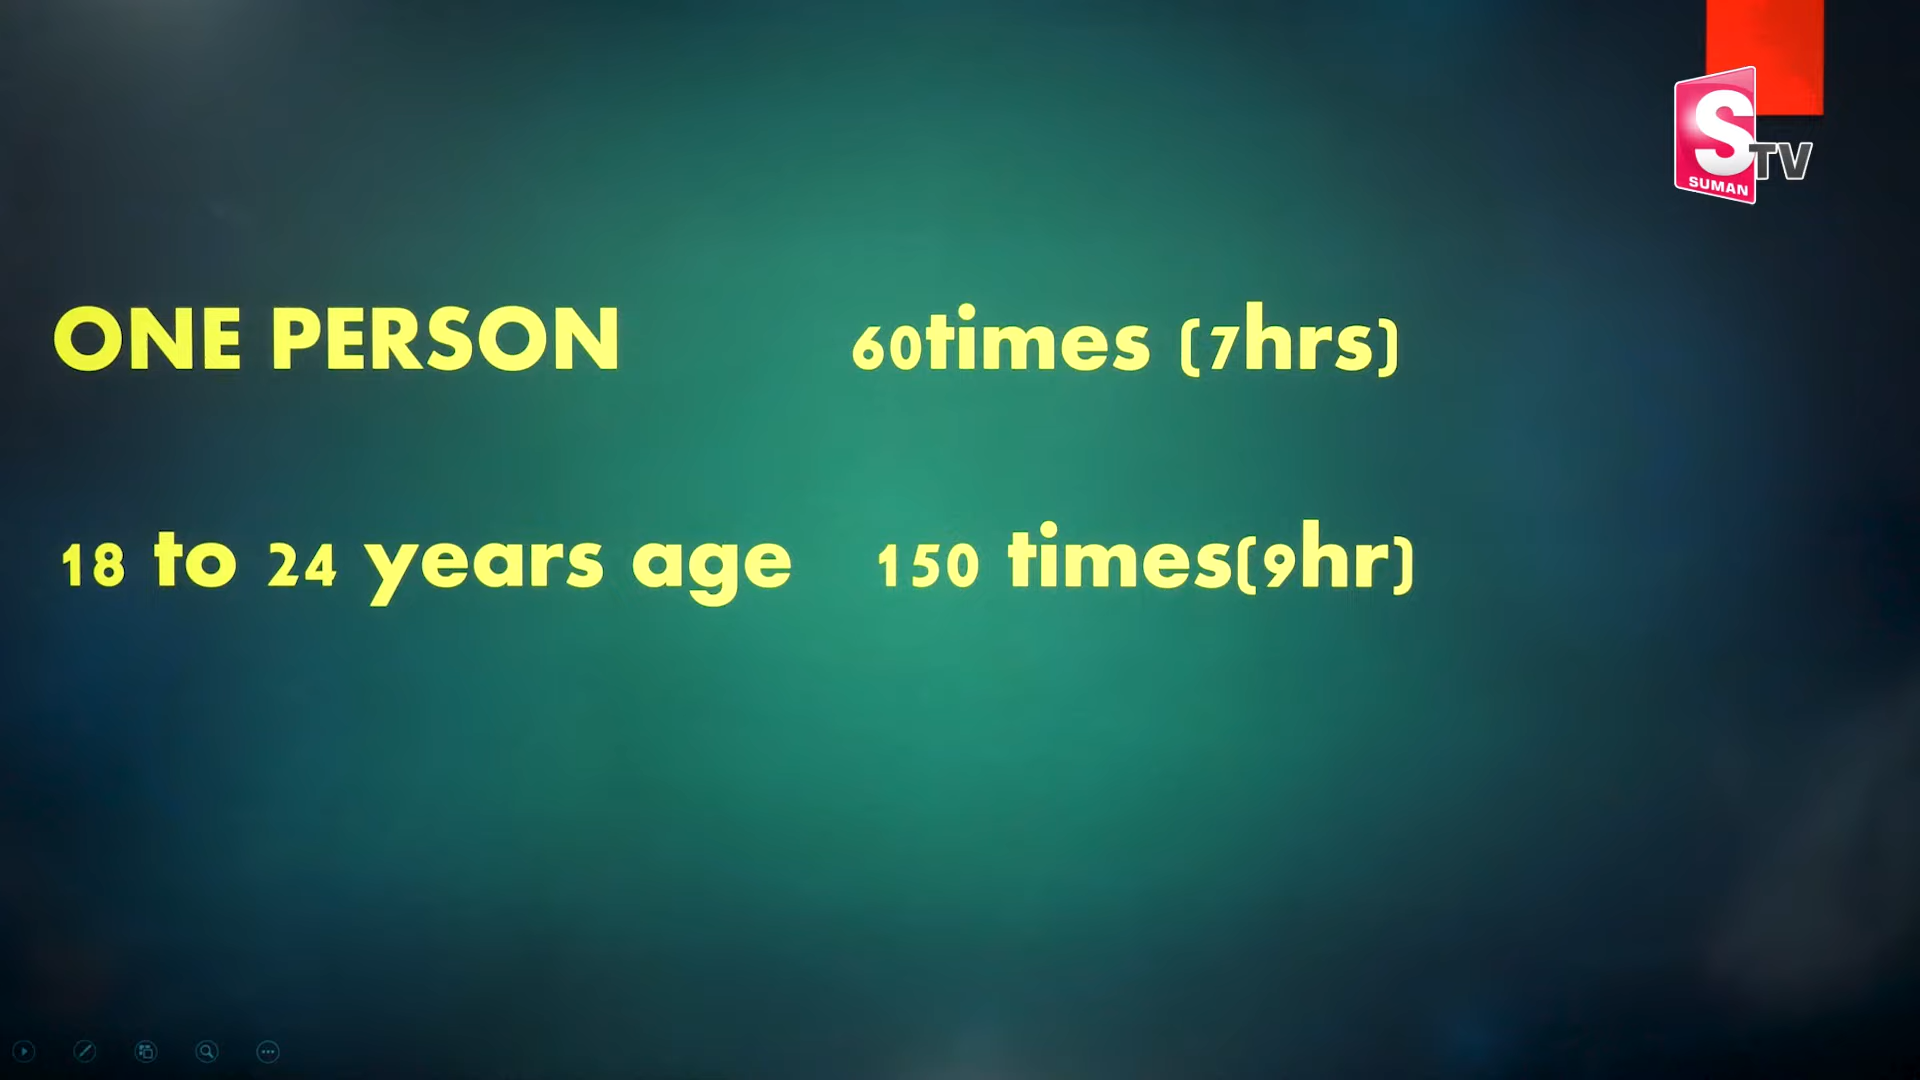 S TV
SUMAN
ONE PERSON 60times (7hrs)
18 to 24 years age 150 times(9hr)